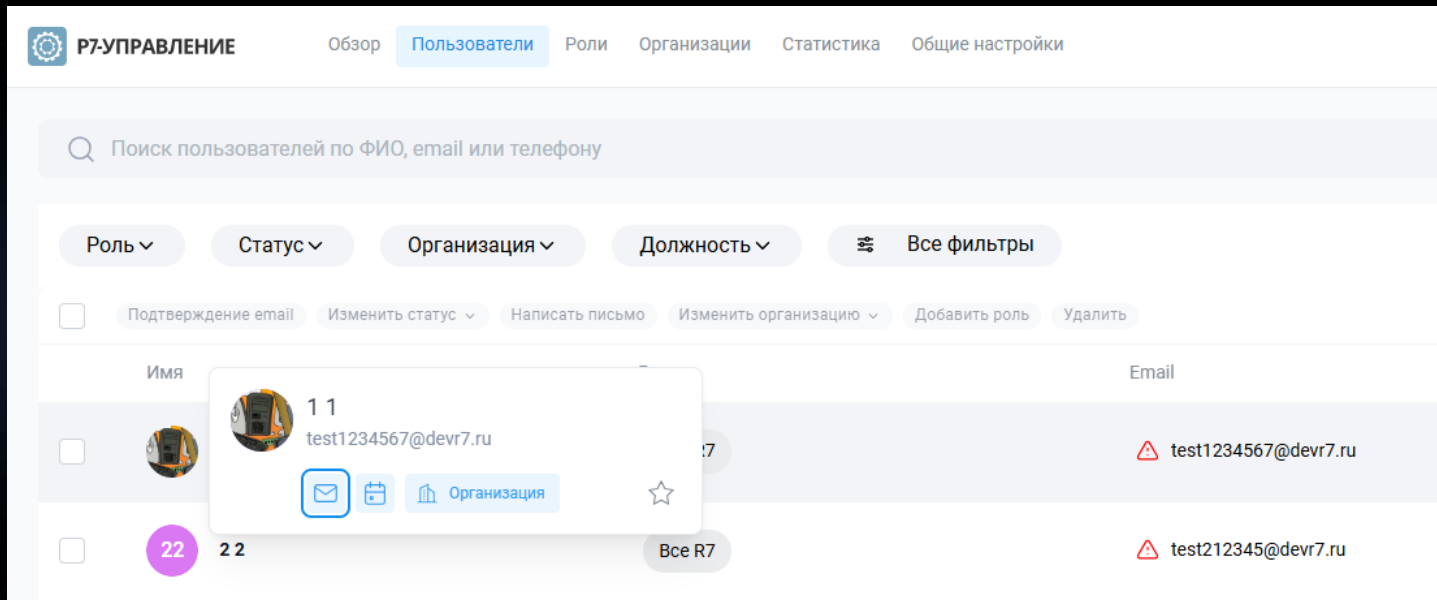 Р7-УПРАВЛЕНИЕ Обзор Пользователи Роли Организации Статистика Общие настройки
Поиск пользователей по ФИО, email или телефону
Роль Статус Организация Должность Все фильтры
Подтверждение email Изменить статус Написать письмо Изменить организацию Добавить роль Удалить
Имя Email
1 1
test1234567@devr7.ru
R7 test1234567@devr7.ru
Организация
22 2 2 Все R7 test212345@devr7.ru